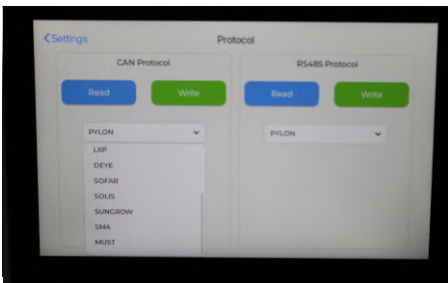 Settings
Protocol
CAN Protocol
Read
Write
PYLON
LXP
DEYE
SOFAR
SOLIS
SUNGROW
SMA
MUST
RS485 Protocol
Read
Write
PYLON